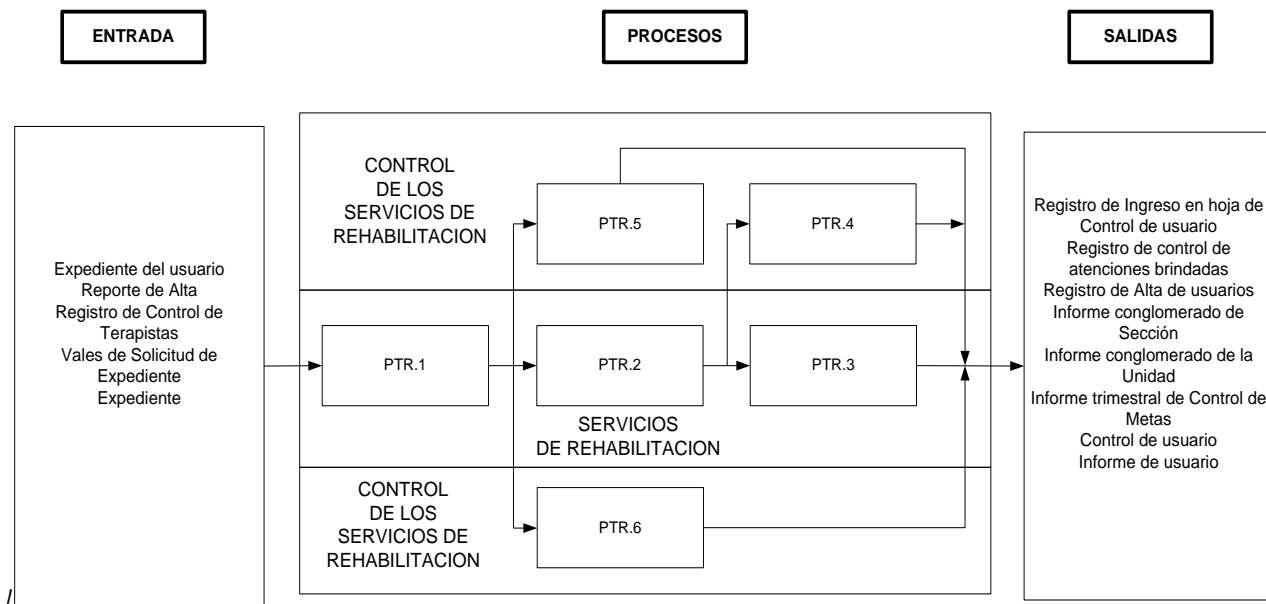 ENTRADA
PROCESOS
SALIDAS
Expediente del usuario
Reporte de Alta
Registro de Control de
Terapistas
Vales de Solicitud de
Expediente
Expediente
CONTROL
DE LOS
SERVICIOS DE
REHABILITACION
PTR.5
PTR.4
PTR.1
PTR.2
PTR.3
SERVICIOS
DE REHABILITACION
CONTROL
DE LOS
SERVICIOS DE
REHABILITACION
PTR.6
Registro de Ingreso en hoja de
Control de usuario
Registro de control de
atenciones brindadas
Registro de Alta de usuarios
Informe conglomerado de
Sección
Informe conglomerado de la
Unidad
Informe trimestral de Control de
Metas
Control de usuario
Informe de usuario
/